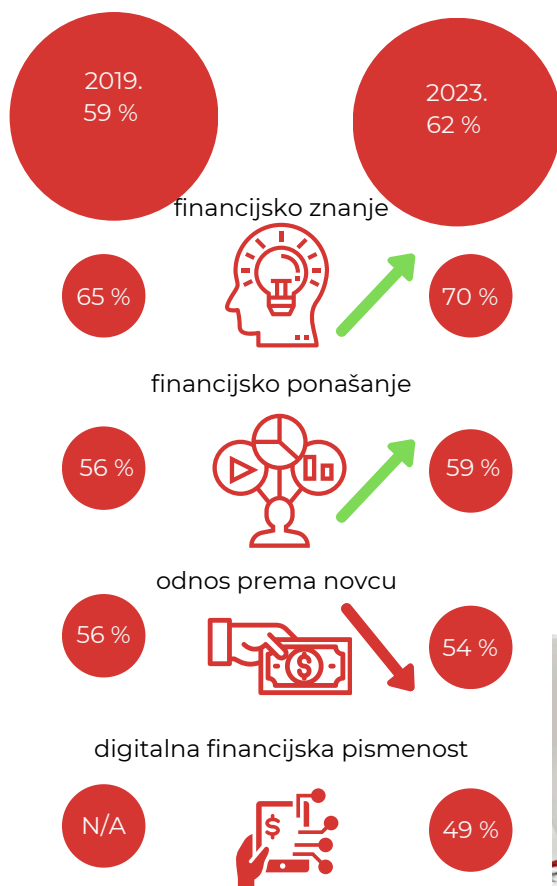 2019.
59 %
2023.
62 %
financijsko znanje
65 %
70 %
financijsko ponašanje
56 %
59 %
odnos prema novcu
56 %
$
54 %
digitalna financijska pismenost
N/A
$
49 %